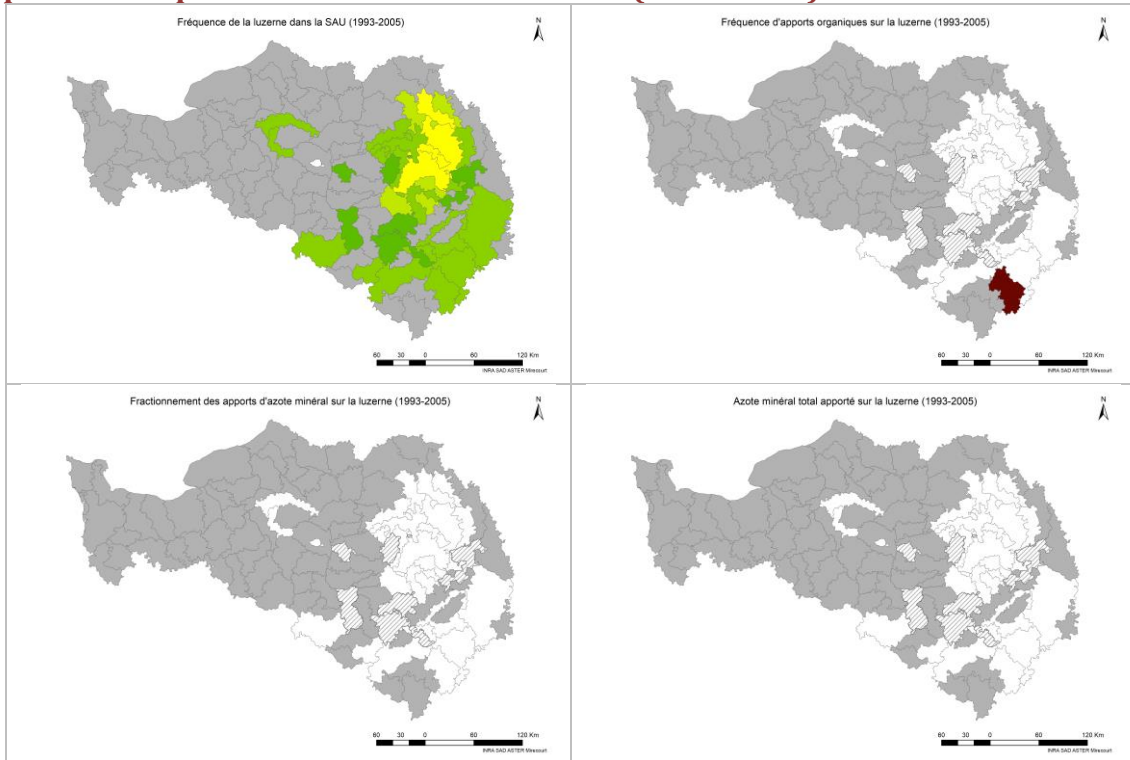 Fréquence de la luzerne dans la SAU (1993-2005)
N
60 30 0 60 120 Km
INRA SAD ASTER Mirecourt
Fréquence d'apports organiques sur la luzerne (1993-2005)
N
60 30 0 60 120 Km
INRA SAD ASTER Mirecourt
Fractionnement des apports d'azote minéral sur la luzerne (1993-2005)
N
60 30 0 60 120 Km
INRA SAD ASTER Mirecourt
Azote minéral total apporté sur la luzerne (1993-2005)
N
60 30 0 60 120 Km
INRA SAD ASTER Mirecourt